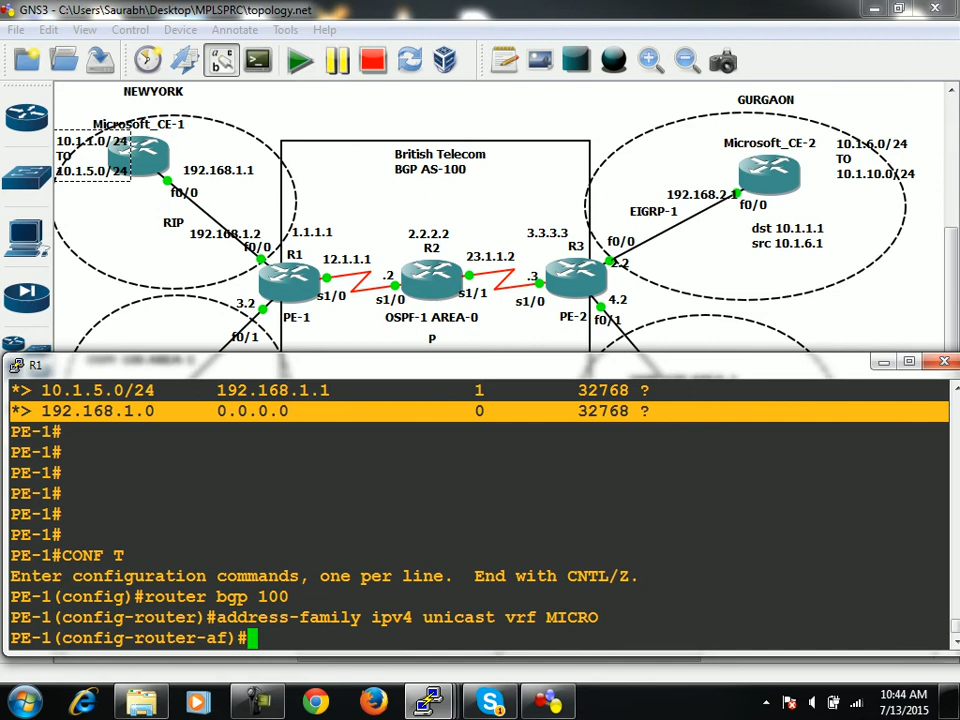 GNS3 — C:\Users\Saurabh\Desktop\MPLSPRC\topology.net
File Edit View Control Device Annotate Tools Help
NEWYORK
GURGAON
Microsoft_CE-1
10.1.1.0/24
TO
10.1.5.0/24
192.168.1.1
f0/0
RIP
192.168.1.2
f0/0
British Telecom
BGP AS-100
Microsoft_CE-2
10.1.6.0/24
TO
10.1.10.0/24
192.168.2.1
f0/0
EIGRP-1
dst 10.1.1.1
src 10.1.6.1
1.1.1.1
R1
12.1.1.1
s1/0
PE-1
3.2
f0/1
2.2.2.2
R2
.2
s1/0
23.1.1.2
s1/1
OSPF-1 AREA-0
P
3.3.3.3
R3
.3
s1/0
f0/0
2.2
PE-2
4.2
f0/1
R1
*> 10.1.5.0/24 192.168.1.1 1 32768 ?
*> 192.168.1.0 0.0.0.0 0 32768 ?
PE-1#
PE-1#
PE-1#
PE-1#
PE-1#
PE-1#
PE-1#CONF T
Enter configuration commands, one per line. End with CNTL/Z.
PE-1(config)#router bgp 100
PE-1(config-router)#address-family ipv4 unicast vrf MICRO
PE-1(config-router-af)#
10:44 AM
7/13/2015